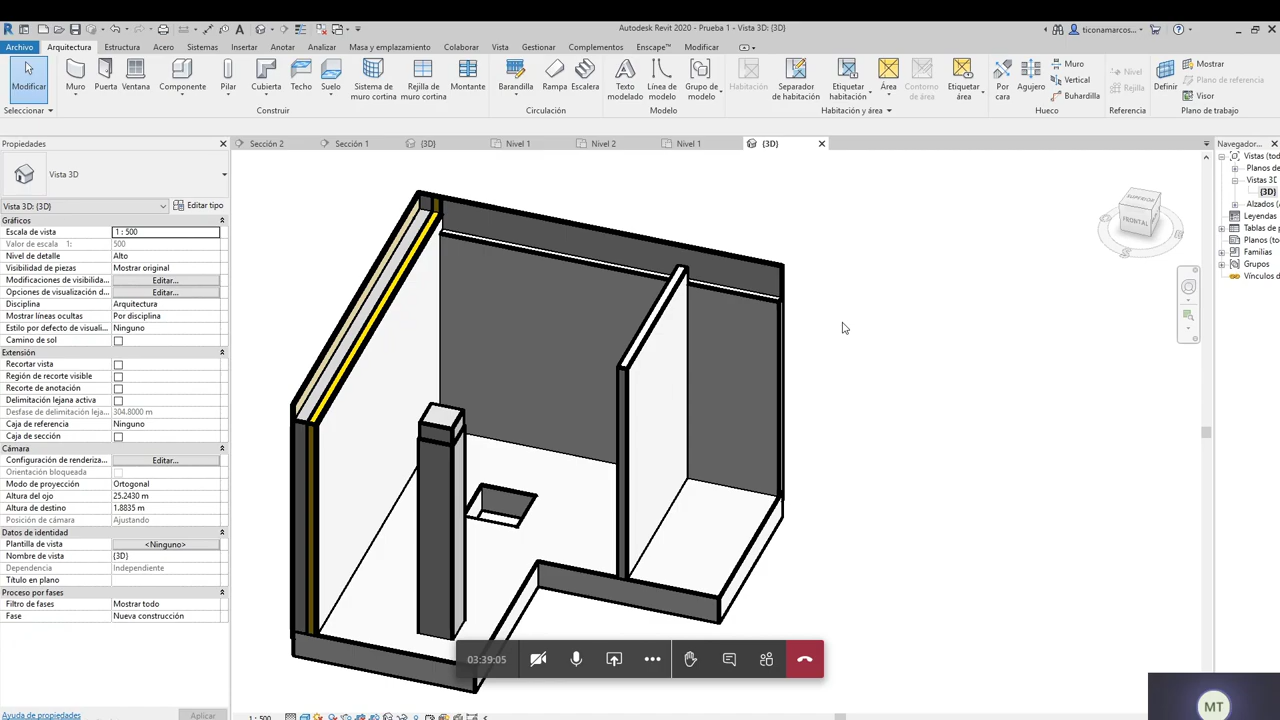 Autodesk Revit 2020 - Prueba 1 - Vista 3D: {3D}
ticonamarcos...
Archivo Arquitectura Estructura Acero Sistemas Insertar Anotar Analizar Masa y emplazamiento Colaborar Vista Gestionar Complementos Enscape™ Modificar
Modificar Muro Puerta Ventana Componente Pilar Cubierta Techo Suelo Sistema de muro cortina Rejilla de muro cortina Montante Barandilla Rampa Escalera Texto modelado Línea de modelo Grupo de modelo Habitación Separador de habitación Etiquetar habitación Área Contorno de área Etiquetar área Por cara Agujero Muro Vertical Buhardilla Nivel Rejilla Definir Mostrar Plano de referencia Visor
Seleccionar Construir Circulación Modelo Habitación y área Hueco Referencia Plano de trabajo
Propiedades Sección 2 Sección 1 {3D} Nivel 1 Nivel 2 Nivel 1 {3D} Navegador...
Vista 3D
Vista 3D: {3D} Editar tipo
Gráficos
Escala de vista 1 : 500
Valor de escala 1: 500
Nivel de detalle Alto
Visibilidad de piezas Mostrar original
Modificaciones de visibilida... Editar...
Opciones de visualización d... Editar...
Disciplina Arquitectura
Mostrar líneas ocultas Por disciplina
Estilo por defecto de visuali... Ninguno
Camino de sol
Extensión
Recortar vista
Región de recorte visible
Recorte de anotación
Delimitación lejana activa
Desfase de delimitación leja... 304.8000 m
Caja de referencia Ninguno
Caja de sección
Cámara
Configuración de renderiza... Editar...
Orientación bloqueada
Modo de proyección Ortogonal
Altura del ojo 25.2430 m
Altura de destino 1.8835 m
Posición de cámara Ajustando
Datos de identidad
Plantilla de vista <Ninguno>
Nombre de vista {3D}
Dependencia Independiente
Título en plano
Proceso por fases
Filtro de fases Mostrar todo
Fase Nueva construcción
Ayuda de propiedades Aplicar
SUPERIOR
FRONTAL
Vistas (tod
Planos de
Vistas 3D
{3D}
Alzados (
Leyendas
Tablas de p
Planos (to
Familias
Grupos
Vínculos d
03:39:05
1 : 500
MT